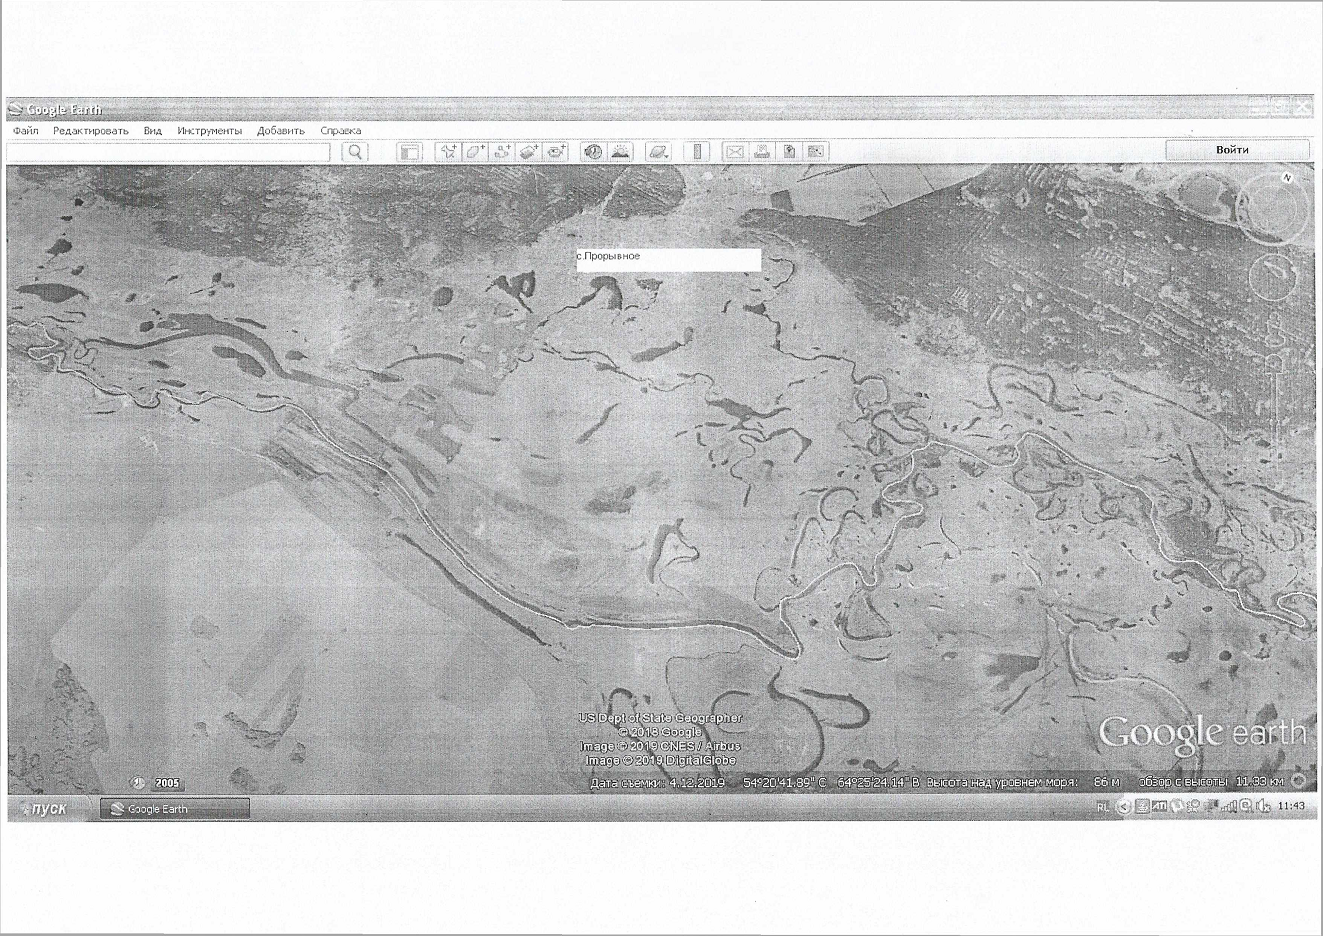 Google Earth
Файл Редактировать Вид Инструменты Добавить Справка
Войти
N
с.Прорывное
US Dept of State Geographer
© 2018 Google
Image © 2019 CNES / Airbus
Image © 2019 DigitalGlobe
Google earth
2005
Дата съемки: 4.12.2019 54°20'41.89" С 64°25'24.14" В Высота над уровнем моря: 86 м обзор с высоты 11.33 км
пуск Google Earth RL 11:43